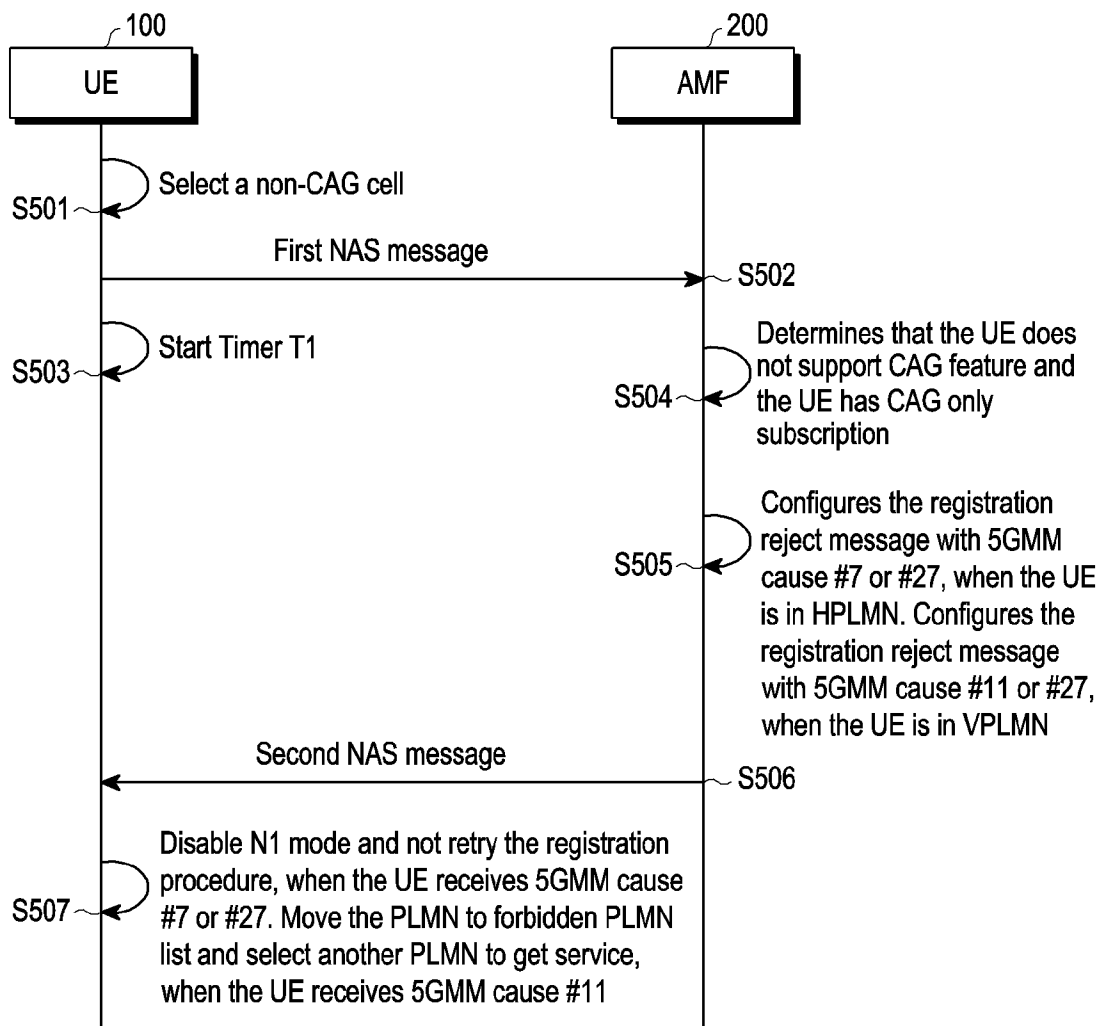 100
200
UE
AMF
Select a non-CAG cell
S501
First NAS message
S502
Start Timer T1
S503
Determines that the UE does
not support CAG feature and
the UE has CAG only
subscription
S504
Configures the registration
reject message with 5GMM
cause #7 or #27, when the UE
is in HPLMN. Configures the
registration reject message
with 5GMM cause #11 or #27,
when the UE is in VPLMN
S505
Second NAS message
S506
Disable N1 mode and not retry the registration
procedure, when the UE receives 5GMM cause
#7 or #27. Move the PLMN to forbidden PLMN
list and select another PLMN to get service,
when the UE receives 5GMM cause #11
S507